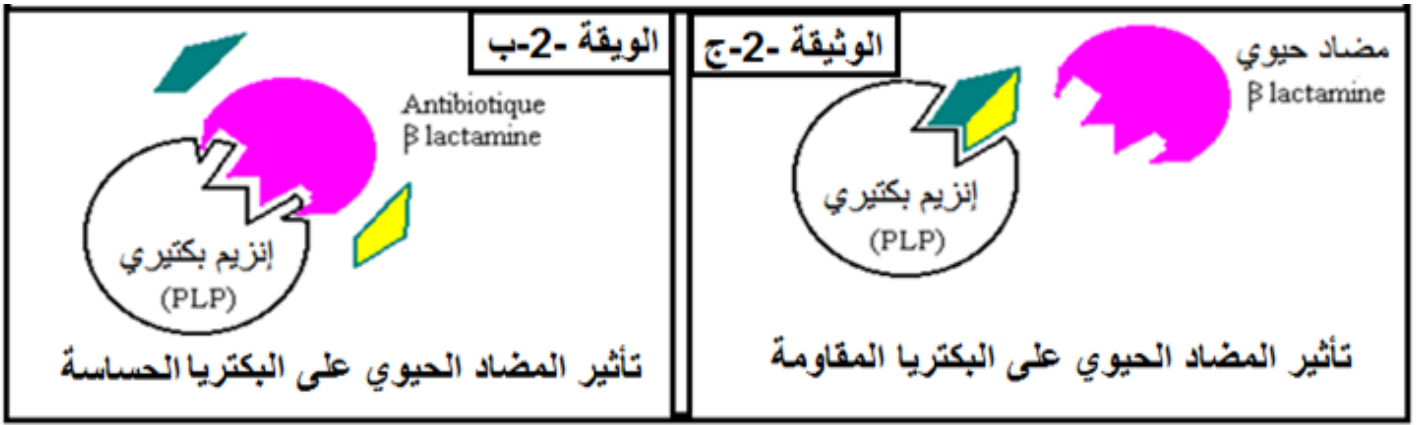 الوثيقة -2-ج
مضاد حيوي
β lactamine
إنزيم بكتيري
(PLP)
تأثير المضاد الحيوي على البكتريا المقاومة
الويقة -2-ب
Antibiotique
β lactamine
إنزيم بكتيري
(PLP)
تأثير المضاد الحيوي على البكتريا الحساسة